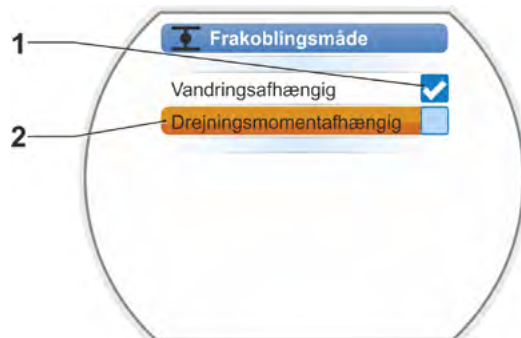 1
Frakoblingsmåde
Vandringsafhængig
2
Drejningsmomentafhængig